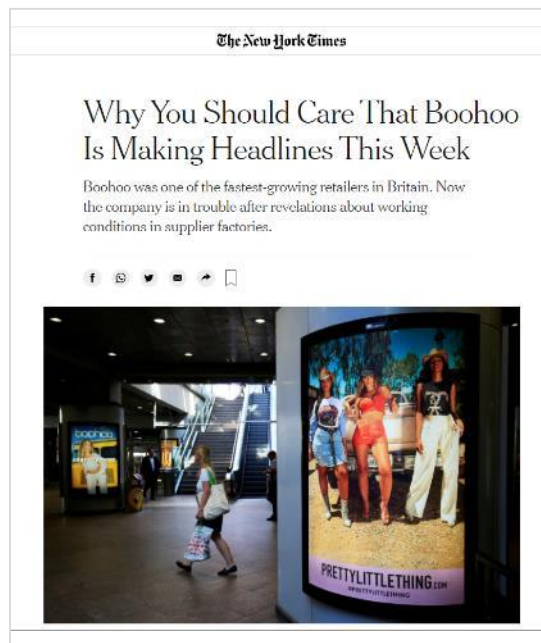 The New York Times
Why You Should Care That Boohoo
Is Making Headlines This Week
Boohoo was one of the fastest-growing retailers in Britain. Now
the company is in trouble after revelations about working
conditions in supplier factories.
boohoo
PRETTYLITTLETHING.COM
@PRETTYLITTLETHING